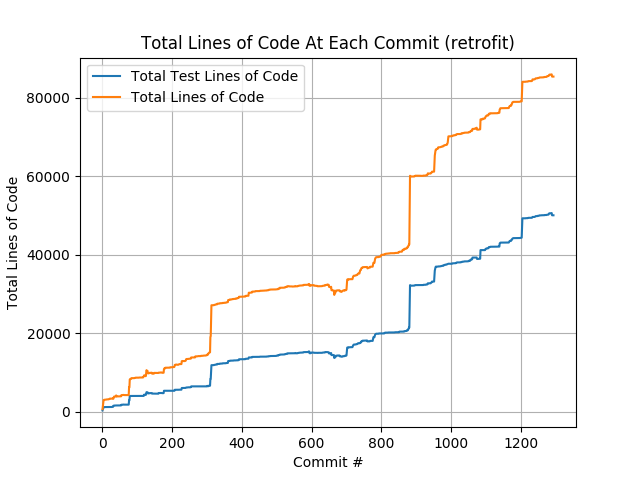 Total Lines of Code At Each Commit (retrofit)
Total Test Lines of Code
Total Lines of Code
80000
60000
40000
20000
0
Total Lines of Code
0 200 400 600 800 1000 1200
Commit #